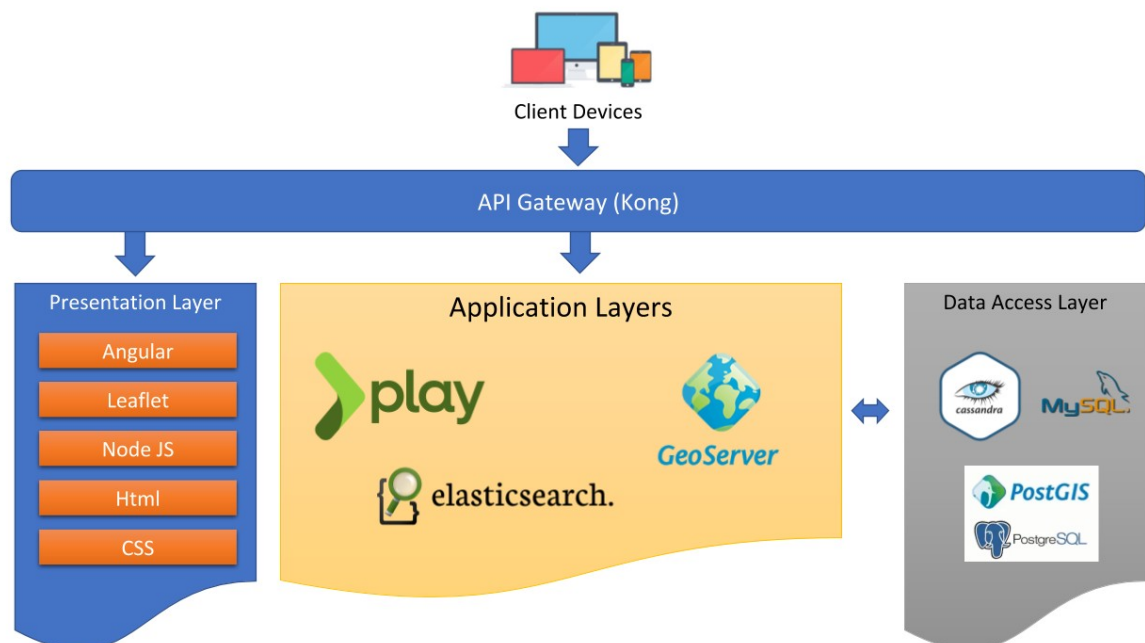 Client Devices
API Gateway (Kong)
Presentation Layer
Angular
Leaflet
Node JS
Html
CSS
Application Layers
play
GeoServer
elasticsearch.
Data Access Layer
cassandra
MySQL
PostGIS
PostgreSQL